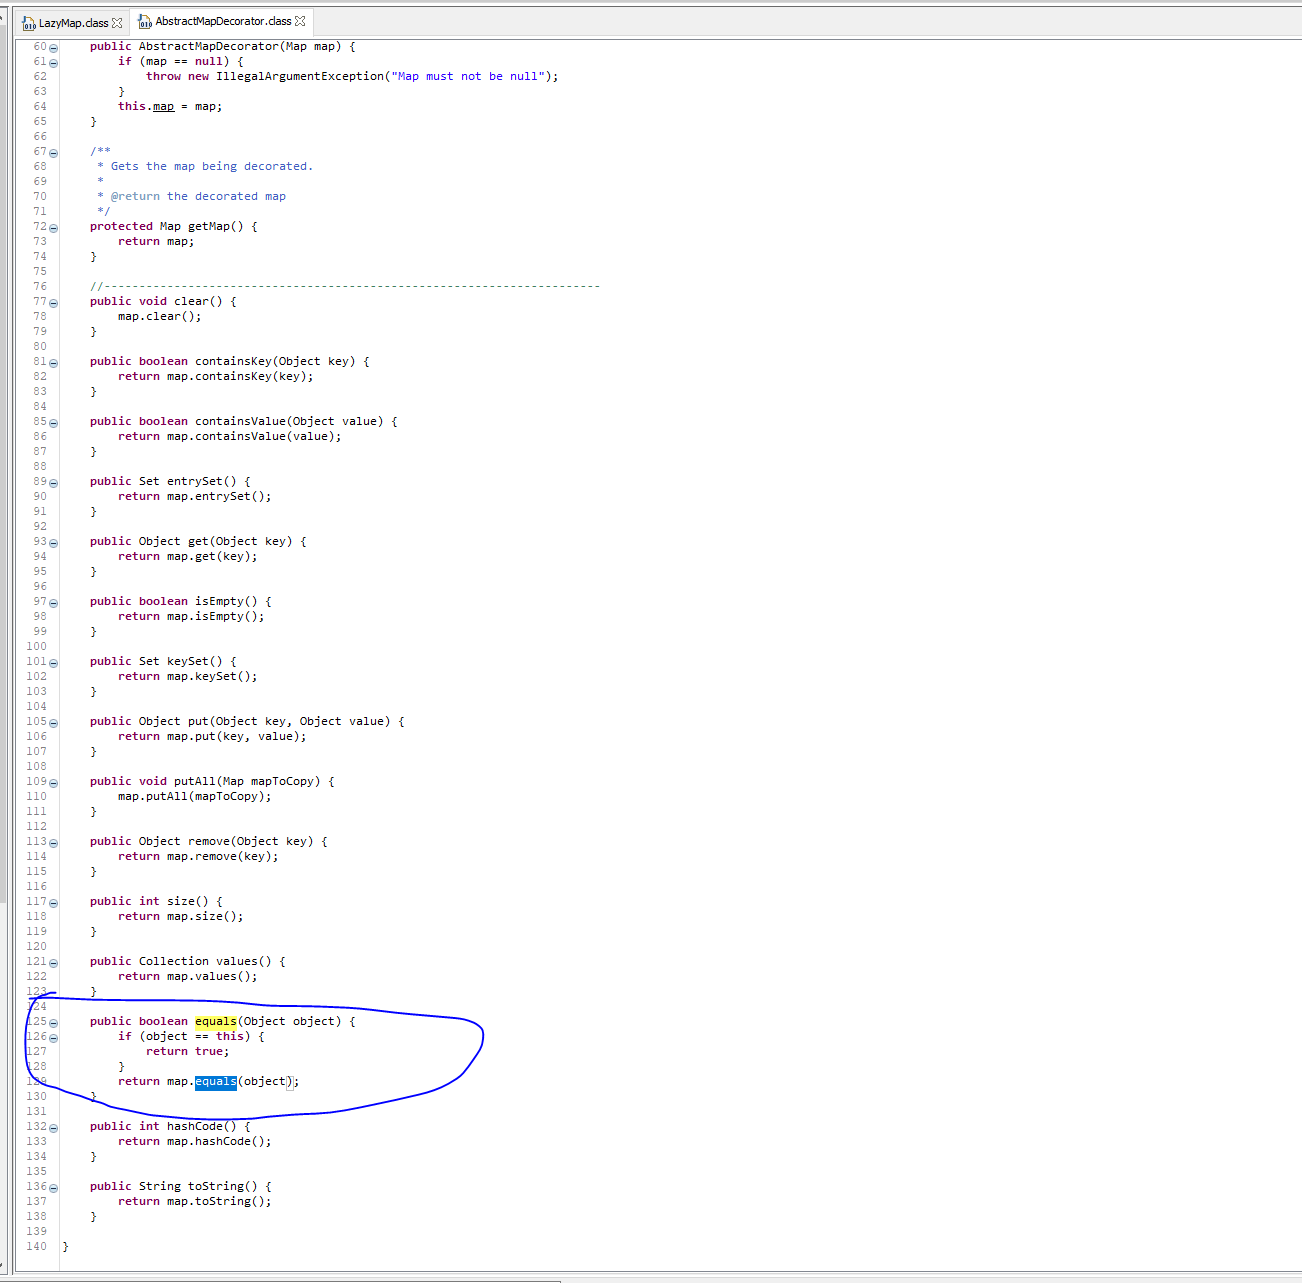 LazyMap.class AbstractMapDecorator.class
60 public AbstractMapDecorator(Map map) {
61 if (map == null) {
62 throw new IllegalArgumentException("Map must not be null");
63 }
64 this.map = map;
65 }
66
67 /**
68 * Gets the map being decorated.
69 *
70 * @return the decorated map
71 */
72 protected Map getMap() {
73 return map;
74 }
75
76 //-----------------------------------------------------------------------
77 public void clear() {
78 map.clear();
79 }
80
81 public boolean containsKey(Object key) {
82 return map.containsKey(key);
83 }
84
85 public boolean containsValue(Object value) {
86 return map.containsValue(value);
87 }
88
89 public Set entrySet() {
90 return map.entrySet();
91 }
92
93 public Object get(Object key) {
94 return map.get(key);
95 }
96
97 public boolean isEmpty() {
98 return map.isEmpty();
99 }
100
101 public Set keySet() {
102 return map.keySet();
103 }
104
105 public Object put(Object key, Object value) {
106 return map.put(key, value);
107 }
108
109 public void putAll(Map mapToCopy) {
110 map.putAll(mapToCopy);
111 }
112
113 public Object remove(Object key) {
114 return map.remove(key);
115 }
116
117 public int size() {
118 return map.size();
119 }
120
121 public Collection values() {
122 return map.values();
123 }
124
125 public boolean equals(Object object) {
126 if (object == this) {
127 return true;
128 }
129 return map.equals(object);
130 }
131
132 public int hashCode() {
133 return map.hashCode();
134 }
135
136 public String toString() {
137 return map.toString();
138 }
139
140 }